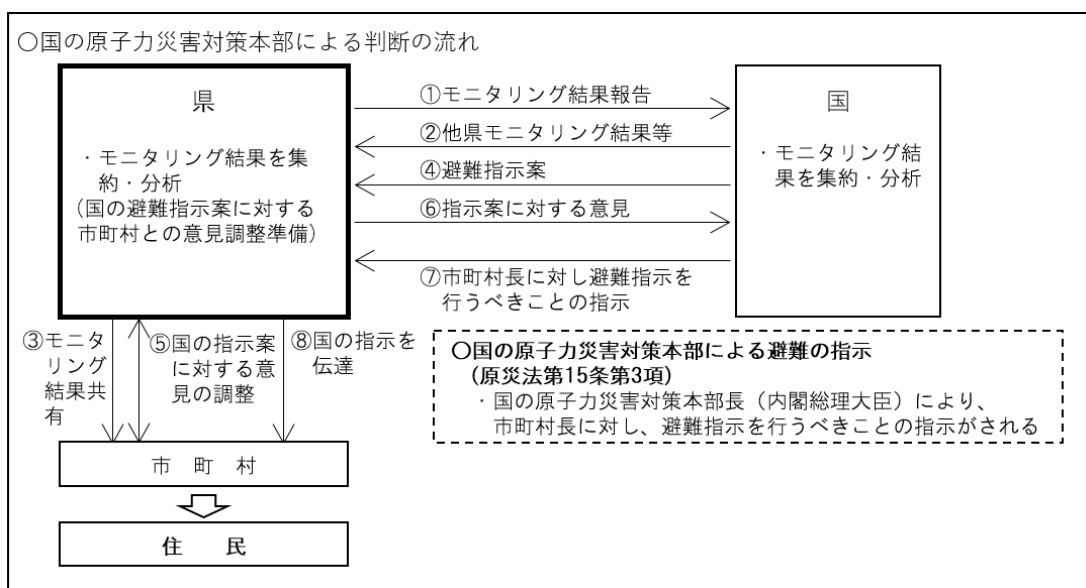 〇国の原子力災害対策本部による判断の流れ
県
・モニタリング結果を集
約・分析
(国の避難指示案に対する
市町村との意見調整準備)
①モニタリング結果報告
②他県モニタリング結果等
④避難指示案
⑥指示案に対する意見
⑦市町村長に対し避難指示を
行うべきことの指示
国
・モニタリング結
果を集約・分析
③モニタ
リング
結果共
有
⑤国の指示案
に対する意
見の調整
⑧国の指示を
伝達
〇国の原子力災害対策本部による避難の指示
(原災法第15条第3項)
・国の原子力災害対策本部長（内閣総理大臣）により、
市町村長に対し、避難指示を行うべきことの指示がされる
市 町 村
住 民